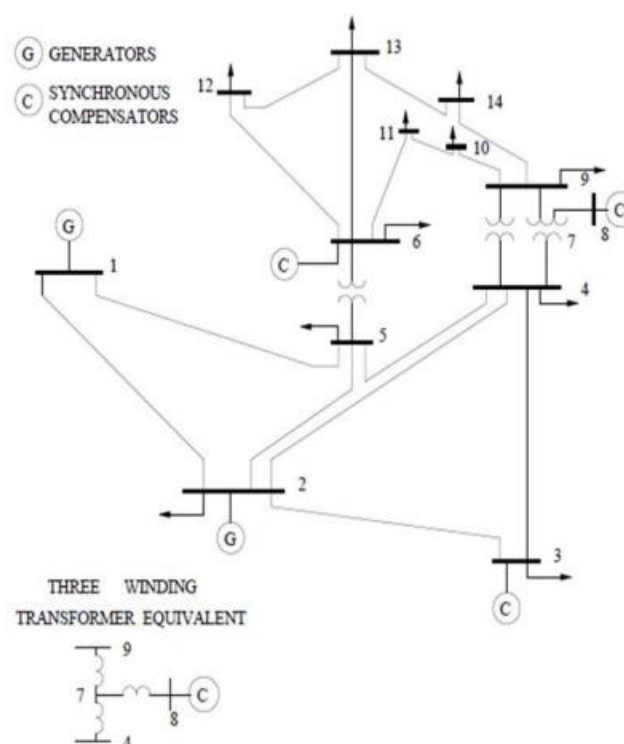 G GENERATORS
C SYNCHRONOUS
COMPENSATORS
13
12
14
11
10
9
G
C
8
7
6
C
1
4
5
2
G
3
C
THREE WINDING
TRANSFORMER EQUIVALENT
9
7
C
8
4